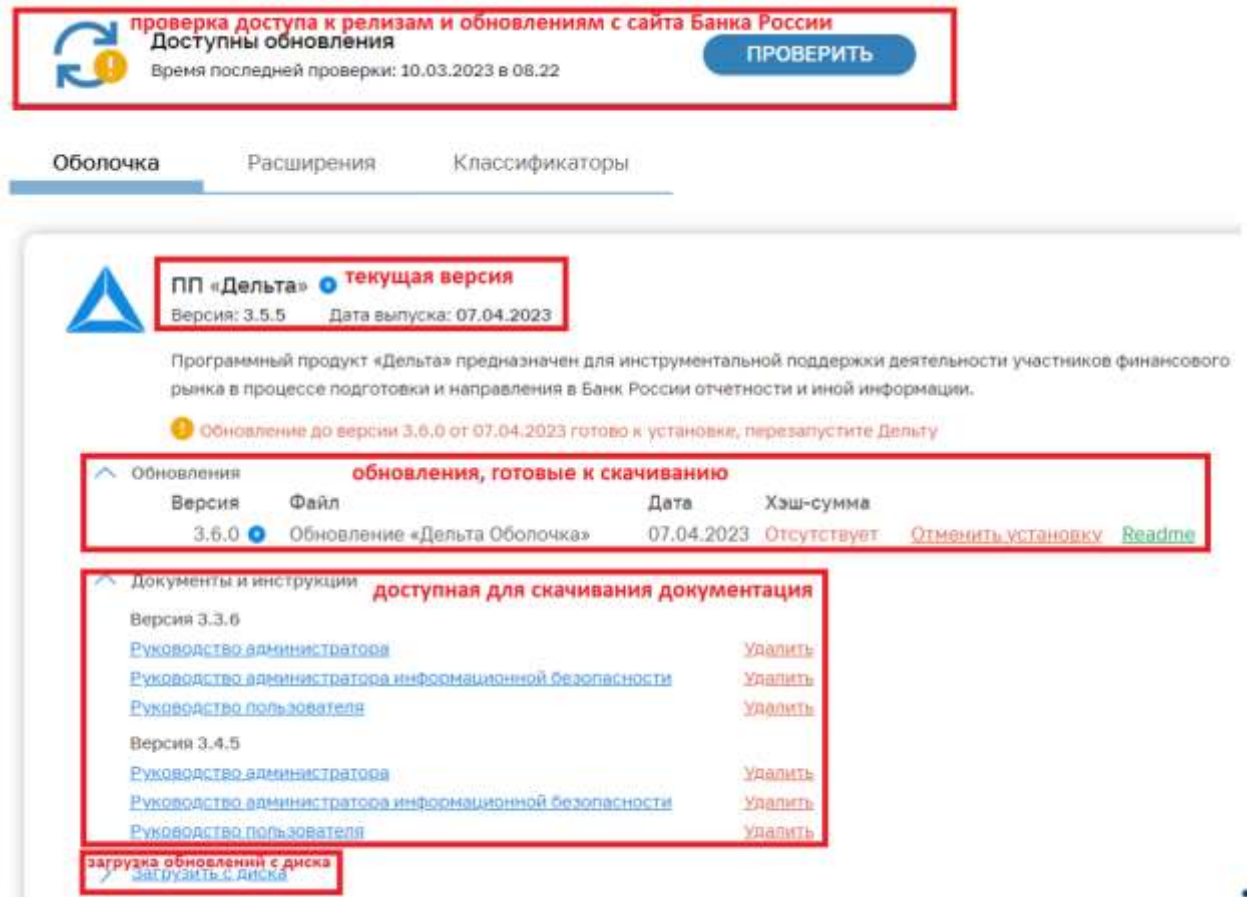 проверка доступа к релизам и обновлениям с сайта Банка России
Доступны обновления
Время последней проверки: 10.03.2023 в 08.22
ПРОВЕРИТЬ
Оболочка Расширения Классификаторы
ПП «Дельта» текущая версия
Версия: 3.5.5 Дата выпуска: 07.04.2023
Программный продукт «Дельта» предназначен для инструментальной поддержки деятельности участников финансового
рынка в процессе подготовки и направления в Банк России отчетности и иной информации.
Обновление до версии 3.6.0 от 07.04.2023 готово к установке, перезапустите Дельту
Обновления обновления, готовые к скачиванию
Версия Файл Дата Хэш-сумма
3.6.0 Обновление «Дельта Оболочка» 07.04.2023 Отсутствует Отменить установку Readme
Документы и инструкции доступная для скачивания документация
Версия 3.3.6
Руководство администратора Удалить
Руководство администратора информационной безопасности Удалить
Руководство пользователя Удалить
Версия 3.4.5
Руководство администратора Удалить
Руководство администратора информационной безопасности Удалить
Руководство пользователя Удалить
загрузка обновлений с диска
Загрузить с диска